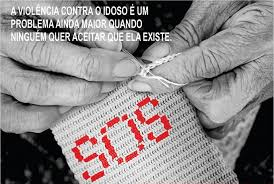 A VIOLÊNCIA CONTRA O IDOSO É UM
PROBLEMA AINDA MAIOR QUANDO
NINGUÉM QUER ACEITAR QUE ELA EXISTE.
SOS